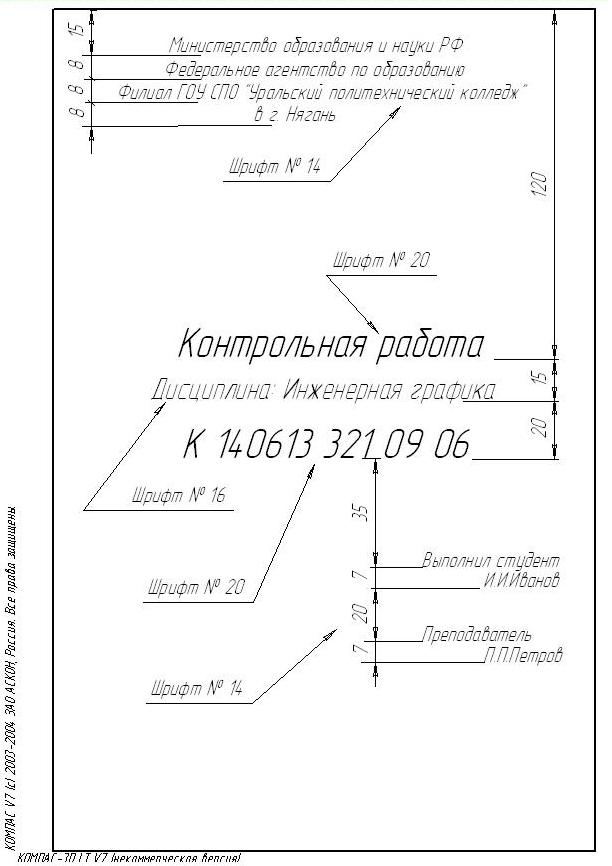 15
Министерство образования и науки РФ
8
Федеральное агентство по образованию
8
Филиал ГОУ СПО "Уральский политехнический колледж"
8
в г. Нягань
Шрифт № 14
120
Шрифт № 20
Контрольная работа
15
Дисциплина: Инженерная графика
20
К 140613 321 09 06
Шрифт № 16
35
Выполнил студент
7
И.И.Иванов
Шрифт № 20
20
Преподаватель
7
П.П.Петров
Шрифт № 14
КОМПАС V7 (с) 2003-2004 ЗАО АСКОН, Россия. Все права защищены
КОМПАС-3D LT V7 (некоммерческая версия)